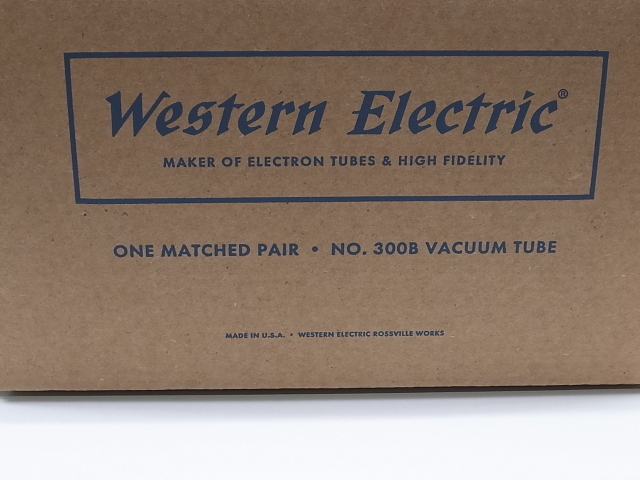 Western Electric®
MAKER OF ELECTRON TUBES & HIGH FIDELITY
ONE MATCHED PAIR • NO. 300B VACUUM TUBE
MADE IN U.S.A. • WESTERN ELECTRIC ROSSVILLE WORKS